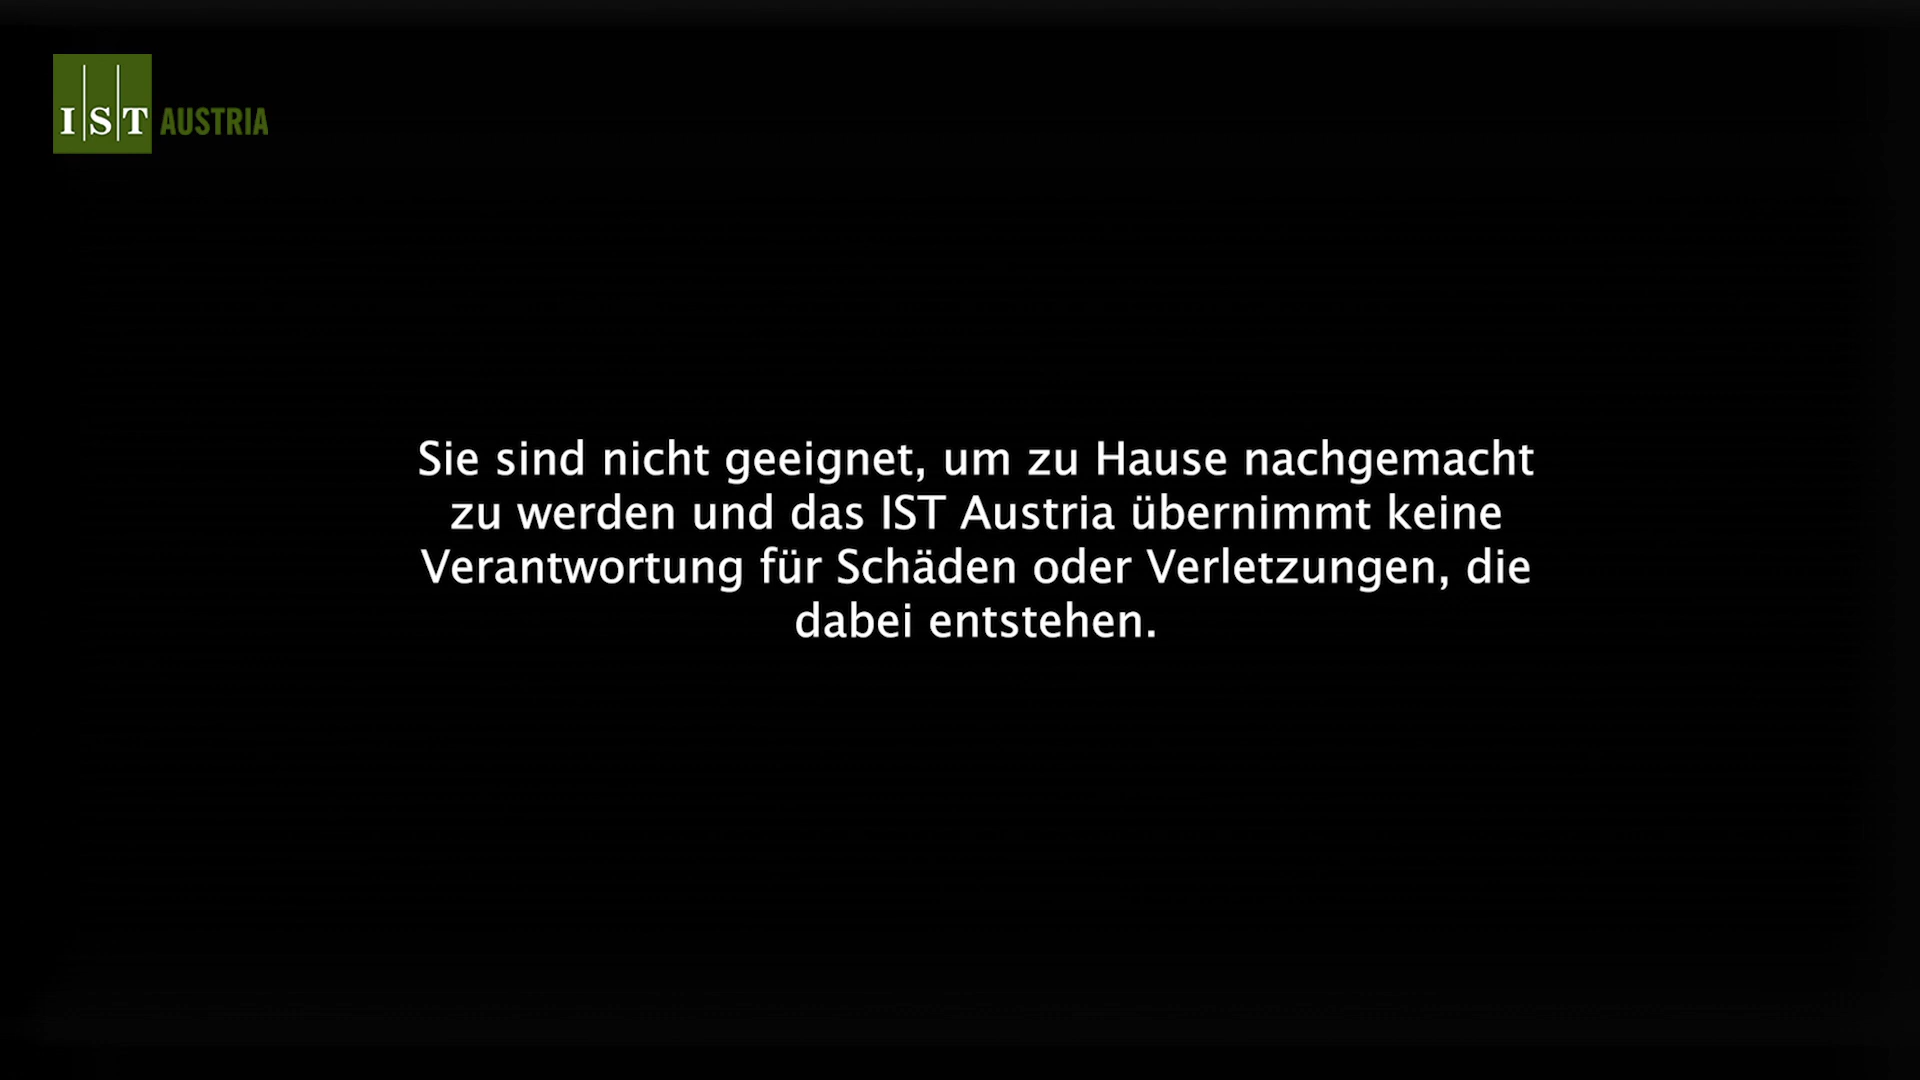 IST AUSTRIA
Sie sind nicht geeignet, um zu Hause nachgemacht
zu werden und das IST Austria übernimmt keine
Verantwortung für Schäden oder Verletzungen, die
dabei entstehen.